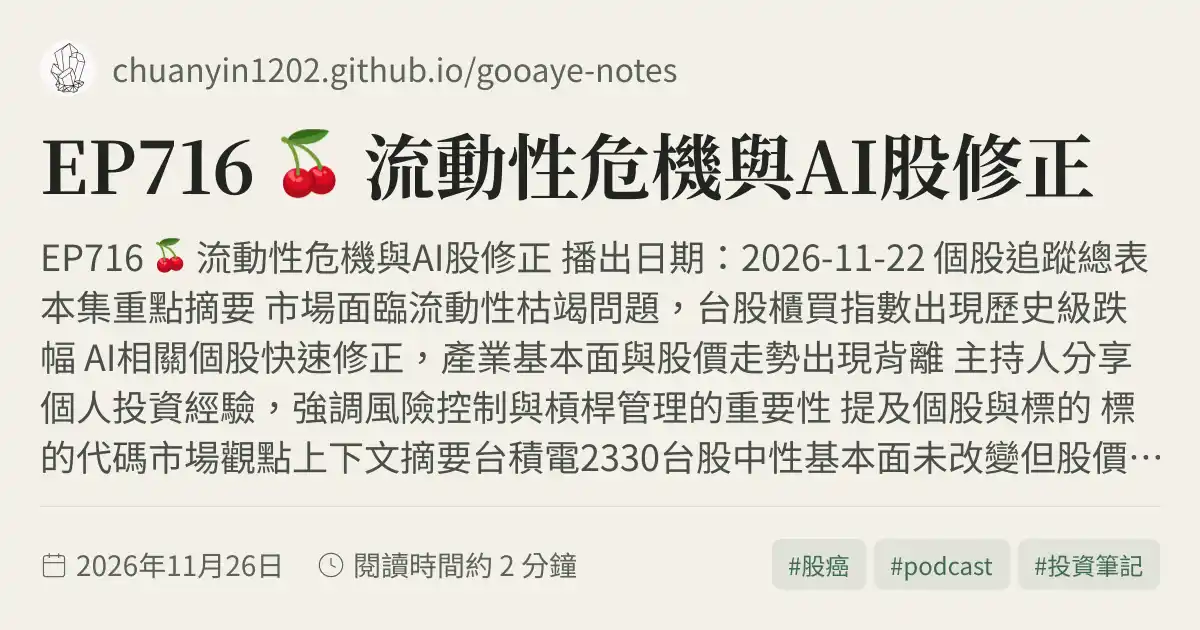 chuanyin1202.github.io/gooaye-notes
EP716 🍒 流動性危機與AI股修正
EP716 🍒 流動性危機與AI股修正 播出日期：2026-11-22 個股追蹤總表
本集重點摘要 市場面臨流動性枯竭問題，台股櫃買指數出現歷史級跌
幅 AI相關個股快速修正，產業基本面與股價走勢出現背離 主持人分享
個人投資經驗，強調風險控制與槓桿管理的重要性 提及個股與標的 標
的代碼市場觀點上下文摘要台積電2330台股中性基本面未改變但股價…
2026年11月26日
閱讀時間約 2 分鐘
#股癌
#podcast
#投資筆記